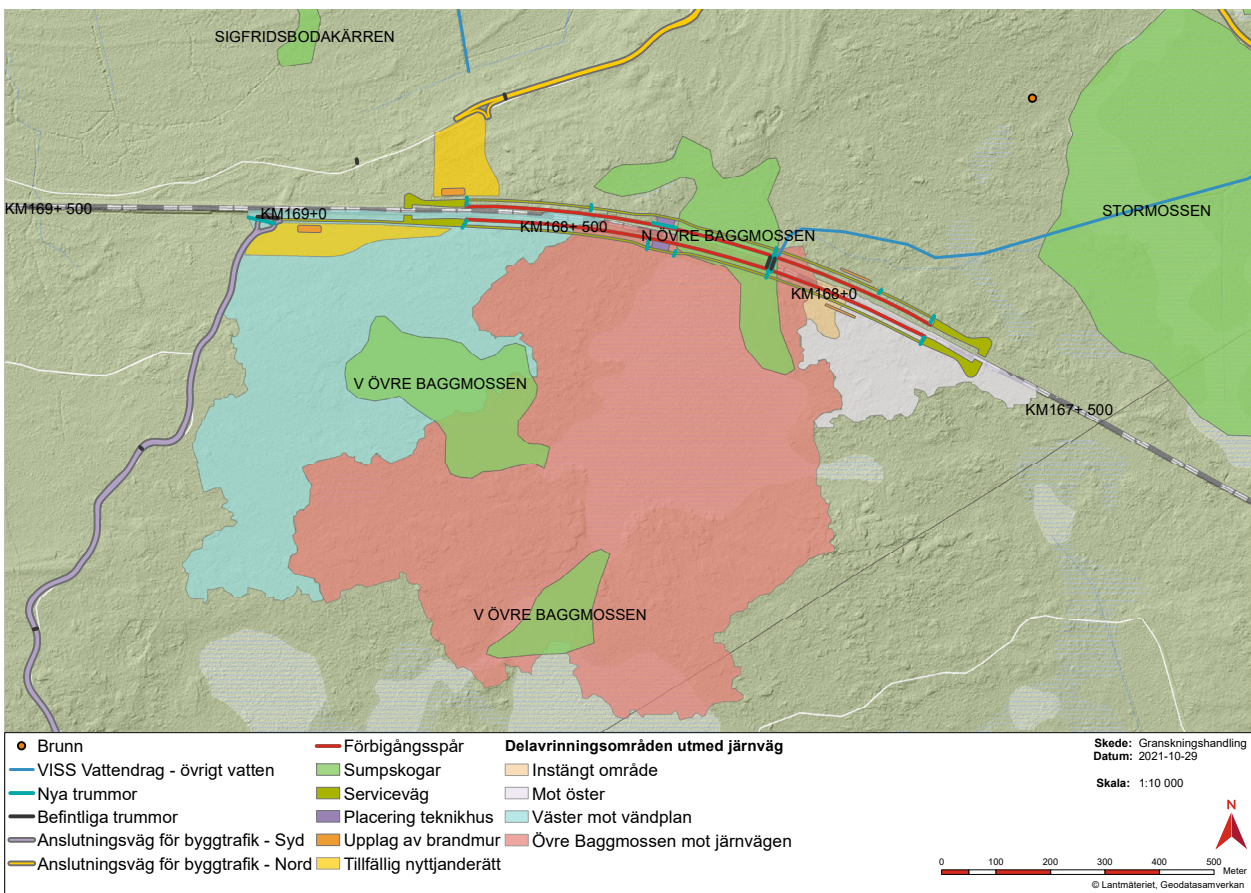 SIGFRIDSBODAKÄRREN
KM169+ 500
KM169+0
KM168+ 500
N ÖVRE BAGGMOSSEN
STORMOSSEN
KM168+0
V ÖVRE BAGGMOSSEN
KM167+ 500
V ÖVRE BAGGMOSSEN
Brunn
VISS Vattendrag - övrigt vatten
Nya trummor
Befintliga trummor
Anslutningsväg för byggtrafik - Syd
Anslutningsväg för byggtrafik - Nord
Förbigångsspår
Sumpskogar
Serviceväg
Placering teknikhus
Upplag av brandmur
Tillfällig nyttjanderätt
Delavrinningsområden utmed järnväg
Instängt område
Mot öster
Väster mot vändplan
Övre Baggmossen mot järnvägen
Skede: Granskningshandling
Datum: 2021-10-29
Skala: 1:10 000
N
0 100 200 300 400 500
Meter
© Lantmäteriet, Geodatasamverkan